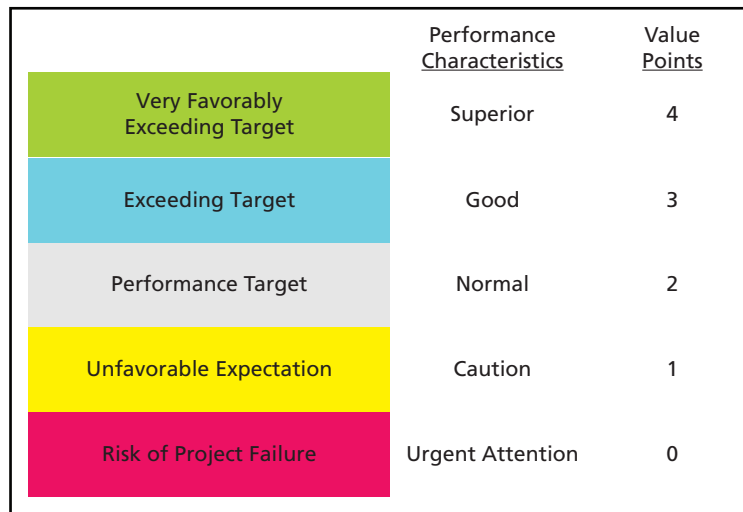 Performance
Characteristics
Value
Points
Very Favorably
Exceeding Target
Superior
4
Exceeding Target
Good
3
Performance Target
Normal
2
Unfavorable Expectation
Caution
1
Risk of Project Failure
Urgent Attention
0